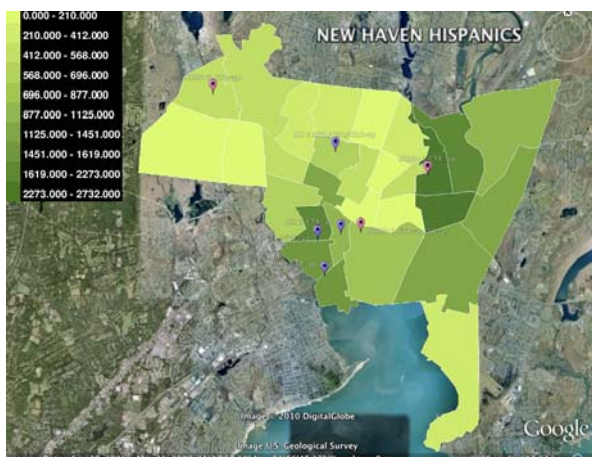 NEW HAVEN HISPANICS
0.000 - 210.000
210.000 - 412.000
412.000 - 568.000
568.000 - 696.000
696.000 - 877.000
877.000 - 1125.000
1125.000 - 1451.000
1451.000 - 1619.000
1619.000 - 2273.000
2273.000 - 2732.000
Image © 2010 DigitalGlobe
Image U.S. Geological Survey
Google